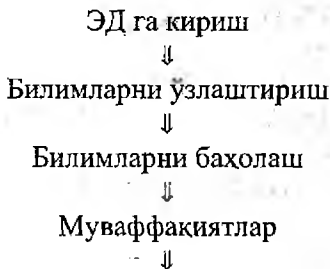 ЭД га кириш
⇓
Билимларни ўзлаштириш
⇓
Билимларни баҳолаш
⇓
Муваффақиятлар
⇓